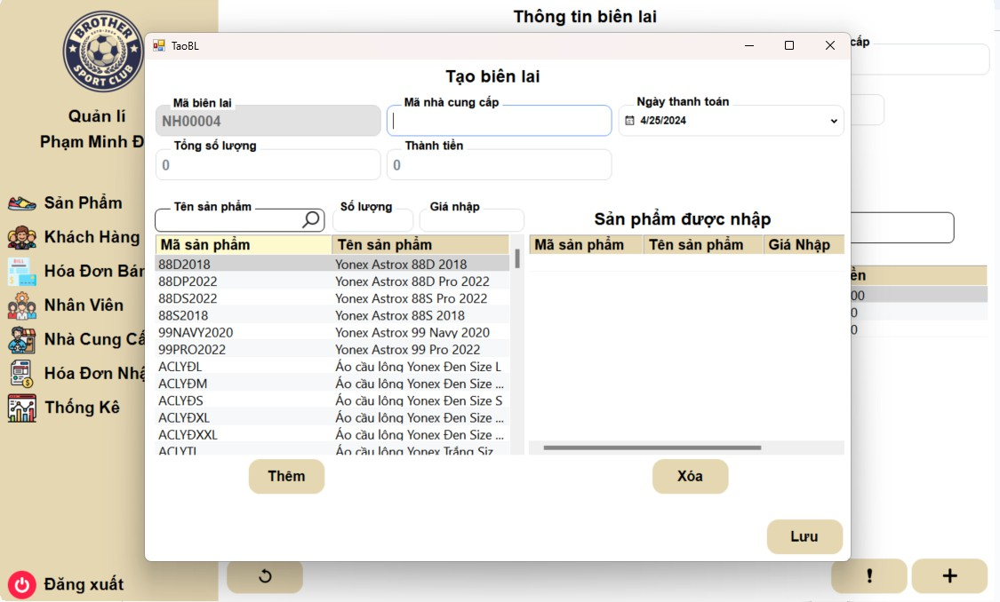 BROTHER
SPORT CLUB
Quản lí
Phạm Minh Đ
Sản Phẩm
Khách Hàng
Hóa Đơn Bán
Nhân Viên
Nhà Cung Cấ
Hóa Đơn Nhậ
Thống Kê
Đăng xuất
Thông tin biên lai
cấp
TaoBL
Tạo biên lai
Mã biên lai
NH00004
Mã nhà cung cấp
Ngày thanh toán
4/25/2024
Tổng số lượng
0
Thành tiền
0
Tên sản phẩm
Số lượng
Giá nhập
Mã sản phẩm Tên sản phẩm
88D2018 Yonex Astrox 88D 2018
88DP2022 Yonex Astrox 88D Pro 2022
88DS2022 Yonex Astrox 88S Pro 2022
88S2018 Yonex Astrox 88S 2018
99NAVY2020 Yonex Astrox 99 Navy 2020
99PRO2022 Yonex Astrox 99 Pro 2022
ACLYĐL Áo cầu lông Yonex Đen Size L
ACLYĐM Áo cầu lông Yonex Đen Size ...
ACLYĐS Áo cầu lông Yonex Đen Size S
ACLYĐXL Áo cầu lông Yonex Đen Size ...
ACLYĐXXL Áo cầu lông Yonex Đen Size ...
ACLYTL Áo cầu lông Yonex Trắng Siz
Thêm
Sản phẩm được nhập
Mã sản phẩm Tên sản phẩm Giá Nhập
Xóa
Lưu
ền
00
0
0